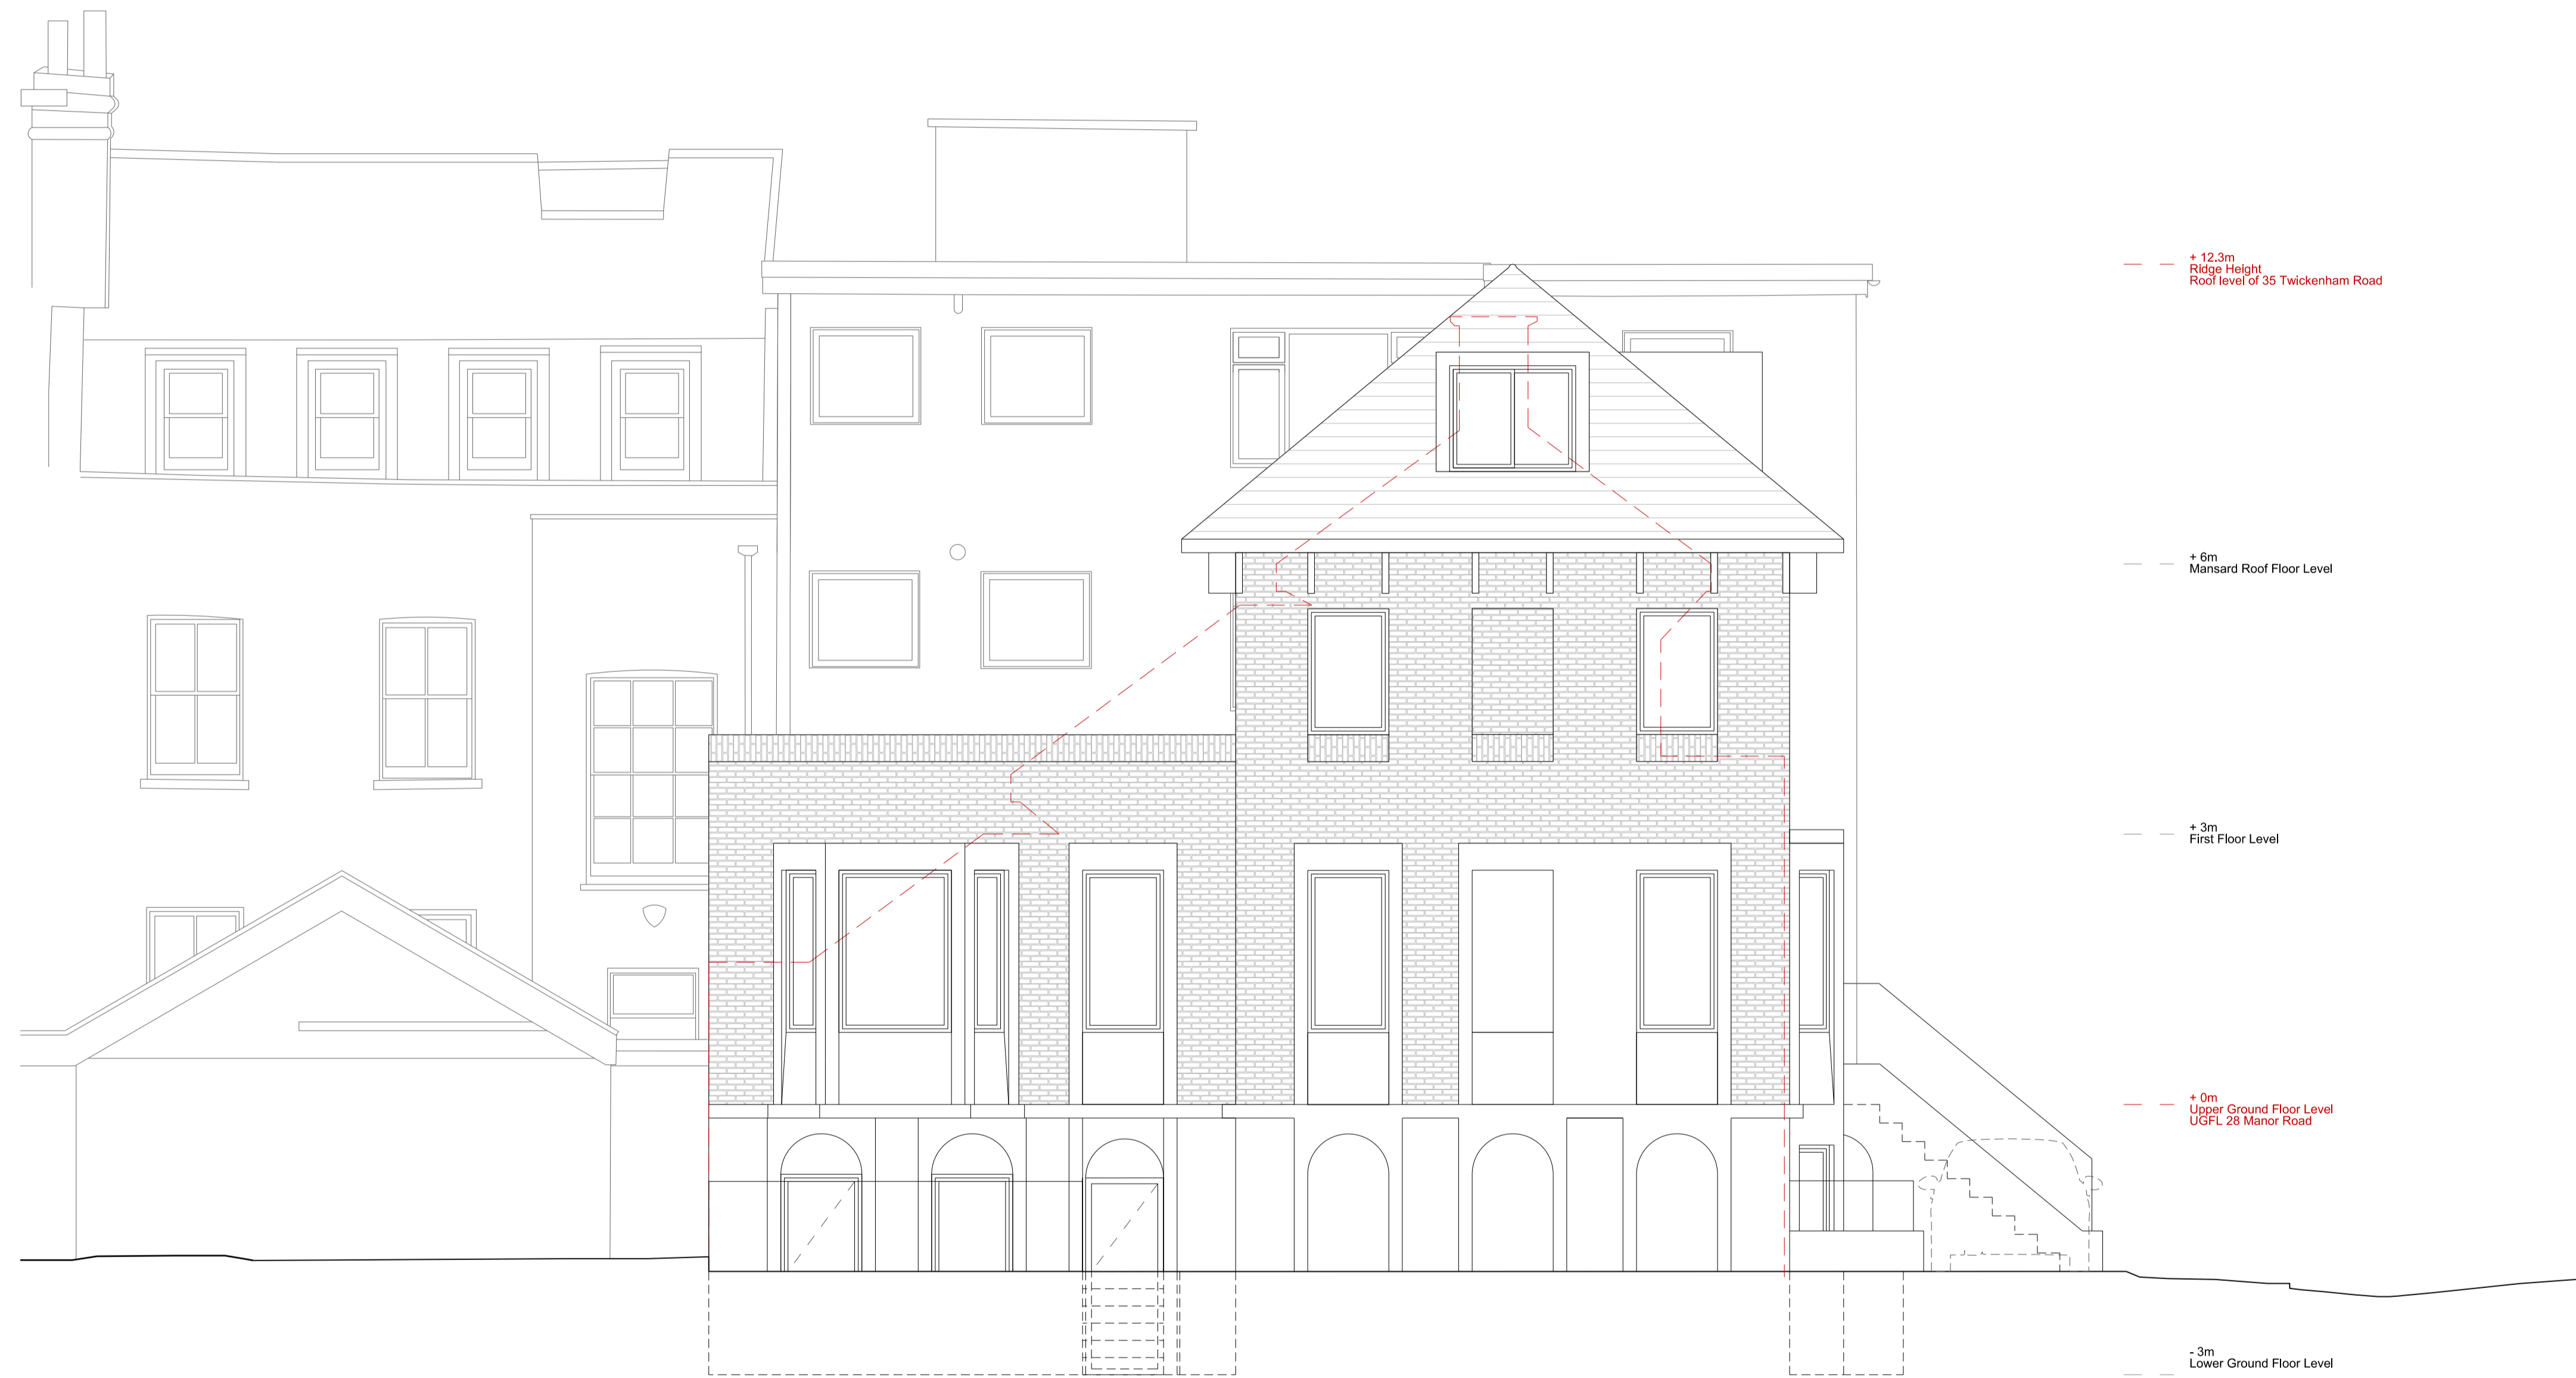 + 12.3m
Ridge Height
Roof level of 35 Twickenham Road
+ 6m
Mansard Roof Floor Level
+ 3m
First Floor Level
+ 0m
Upper Ground Floor Level
UGFL 28 Manor Road
- 3m
Lower Ground Floor Level